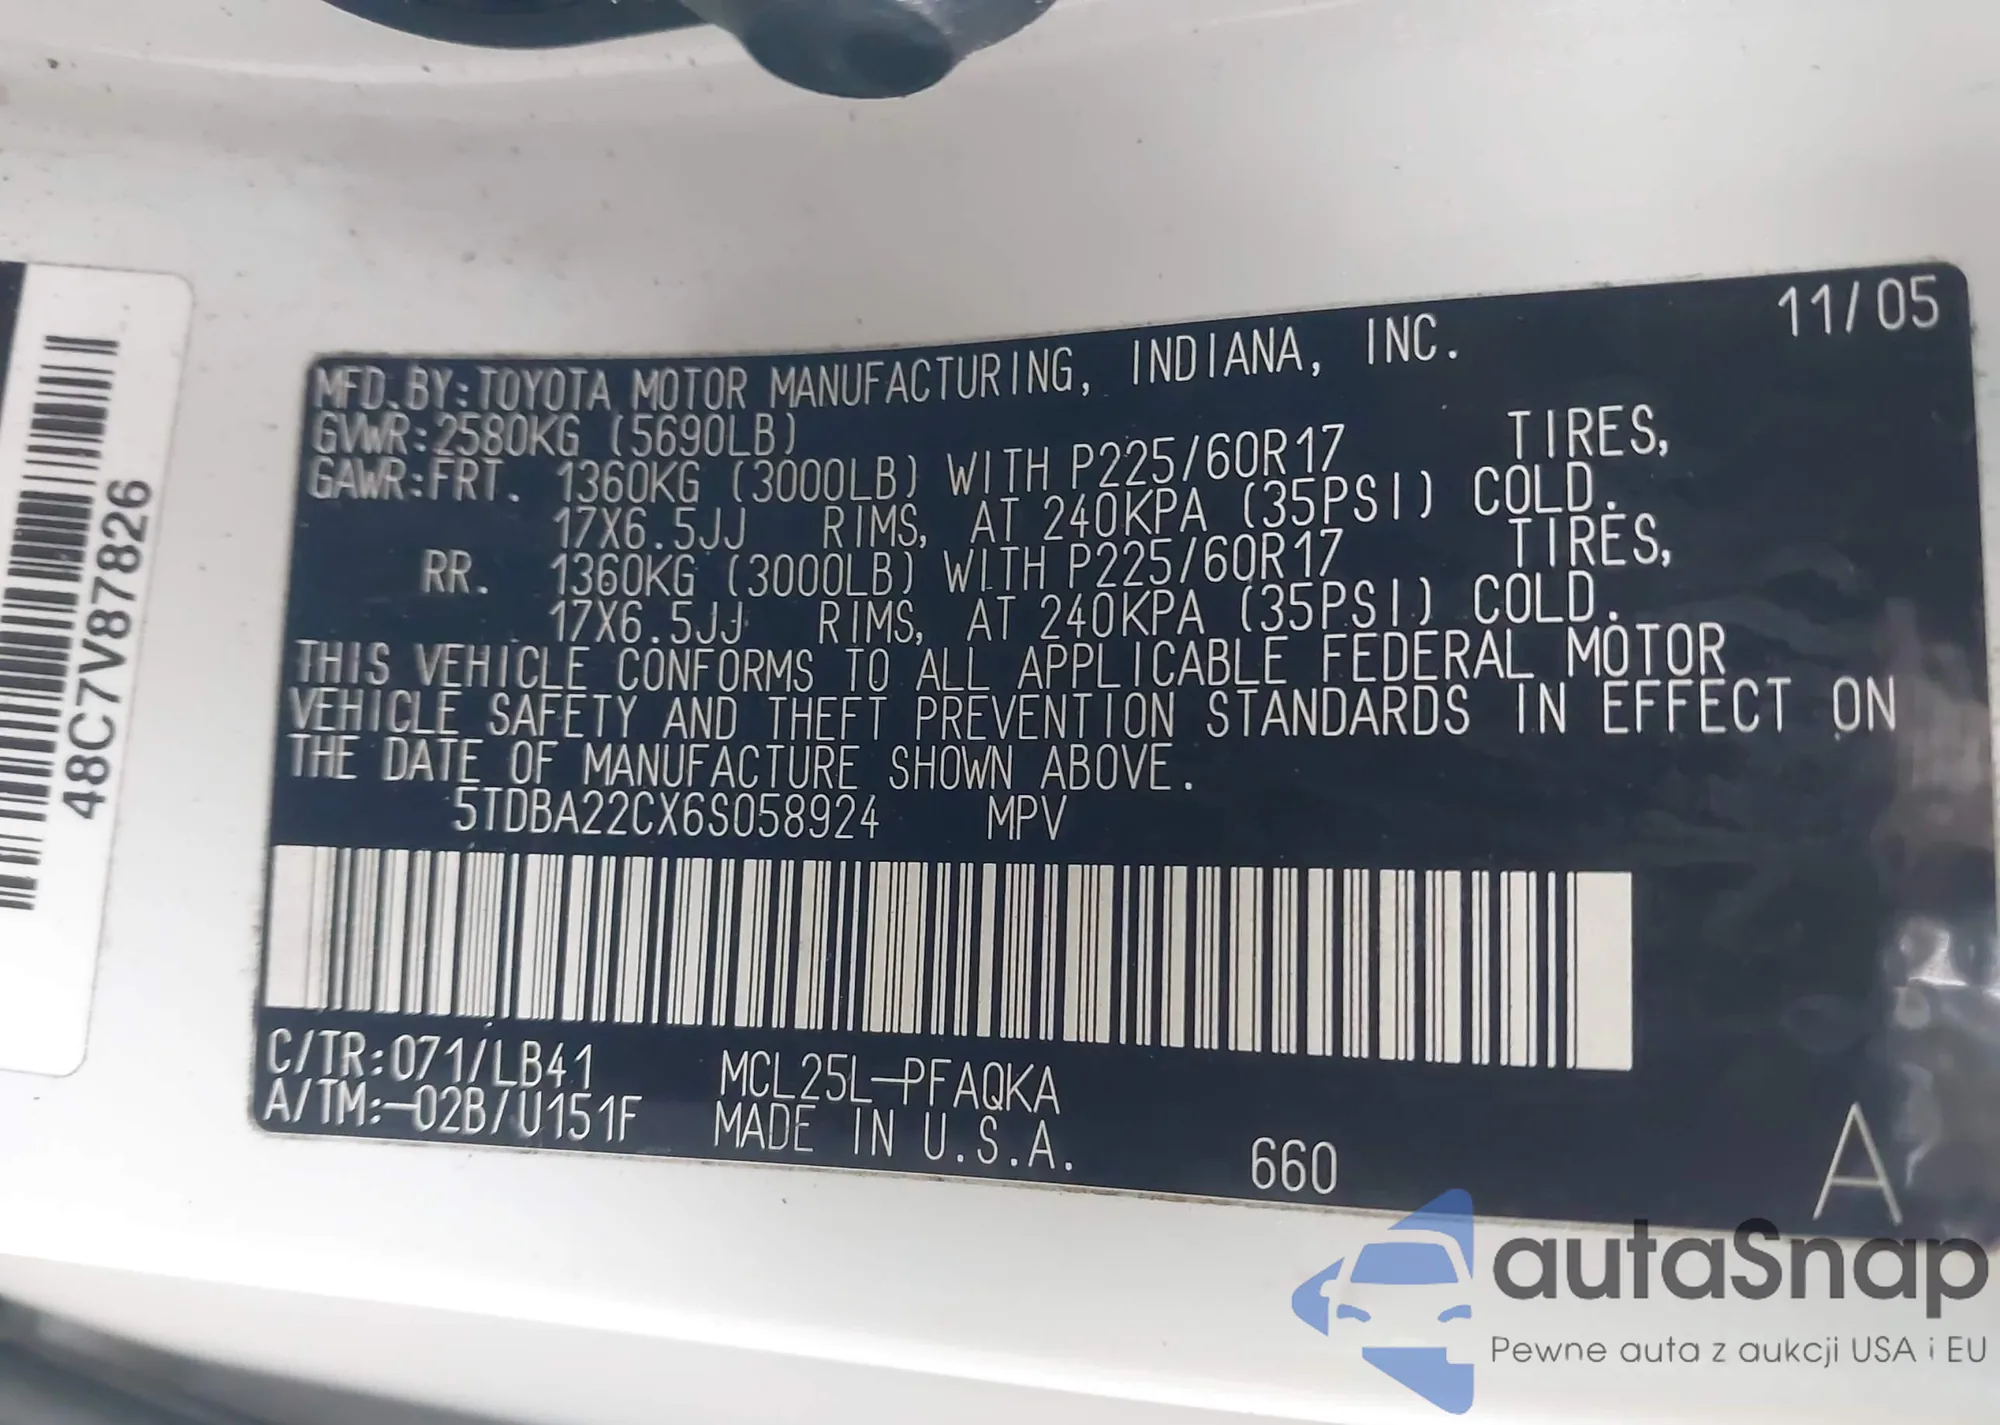 11/05
MFD.BY:TOYOTA MOTOR MANUFACTURING, INDIANA, INC.
GVWR:2580KG (5690LB)
GAWR:FRT. 1360KG (3000LB) WITH P225/60R17 TIRES,
17X6.5JJ RIMS, AT 240KPA (35PSI) COLD.
RR. 1360KG (3000LB) WITH P225/60R17 TIRES,
17X6.5JJ RIMS, AT 240KPA (35PSI) COLD.
THIS VEHICLE CONFORMS TO ALL APPLICABLE FEDERAL MOTOR
VEHICLE SAFETY AND THEFT PREVENTION STANDARDS IN EFFECT ON
THE DATE OF MANUFACTURE SHOWN ABOVE.
5TDBA22CX6S058924 MPV
C/TR:071/LB41 MCL25L-PFAQKA
A/TM:-02B/U151F MADE IN U.S.A. 660 A
48C7V87826
autaSnap
Pewne auta z aukcji USA i EU